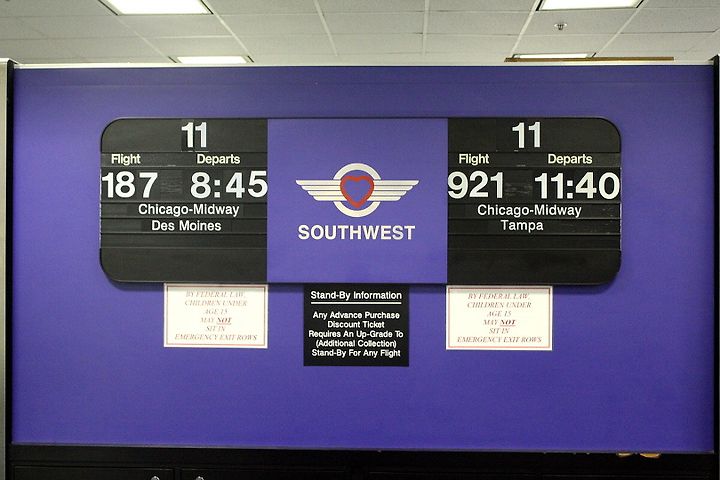 11
Flight Departs
187 8:45
Chicago-Midway
Des Moines
SOUTHWEST
11
Flight Departs
921 11:40
Chicago-Midway
Tampa
BY FEDERAL LAW,
CHILDREN UNDER
AGE 15
MAY NOT
SIT IN
EMERGENCY EXIT ROWS
Stand-By Information
Any Advance Purchase
Discount Ticket
Requires An Up-Grade To
(Additional Collection)
Stand-By For Any Flight
BY FEDERAL LAW,
CHILDREN UNDER
AGE 15
MAY NOT
SIT IN
EMERGENCY EXIT ROWS